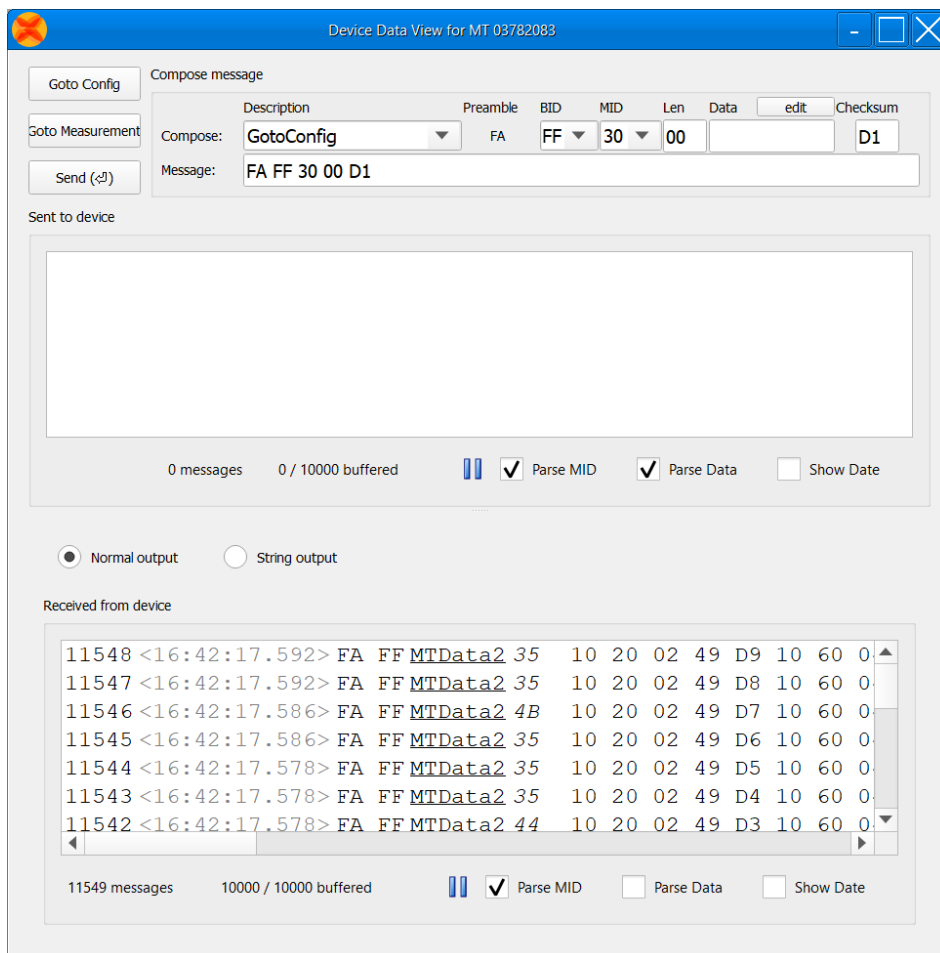 Device Data View for MT 03782083
Goto Config
Goto Measurement
Send (⏎)
Compose message
Description Preamble BID MID Len Data edit Checksum
Compose: GotoConfig FA FF 30 00 D1
Message: FA FF 30 00 D1
Sent to device
0 messages 0 / 10000 buffered Parse MID Parse Data Show Date
Normal output String output
Received from device
11548 <16:42:17.592> FA FF MTData2 35 10 20 02 49 D9 10 60 0
11547 <16:42:17.592> FA FF MTData2 35 10 20 02 49 D8 10 60 0
11546 <16:42:17.586> FA FF MTData2 4B 10 20 02 49 D7 10 60 0
11545 <16:42:17.586> FA FF MTData2 35 10 20 02 49 D6 10 60 0
11544 <16:42:17.578> FA FF MTData2 35 10 20 02 49 D5 10 60 0
11543 <16:42:17.578> FA FF MTData2 35 10 20 02 49 D4 10 60 0
11542 <16:42:17.578> FA FF MTData2 44 10 20 02 49 D3 10 60 0
11549 messages 10000 / 10000 buffered Parse MID Parse Data Show Date